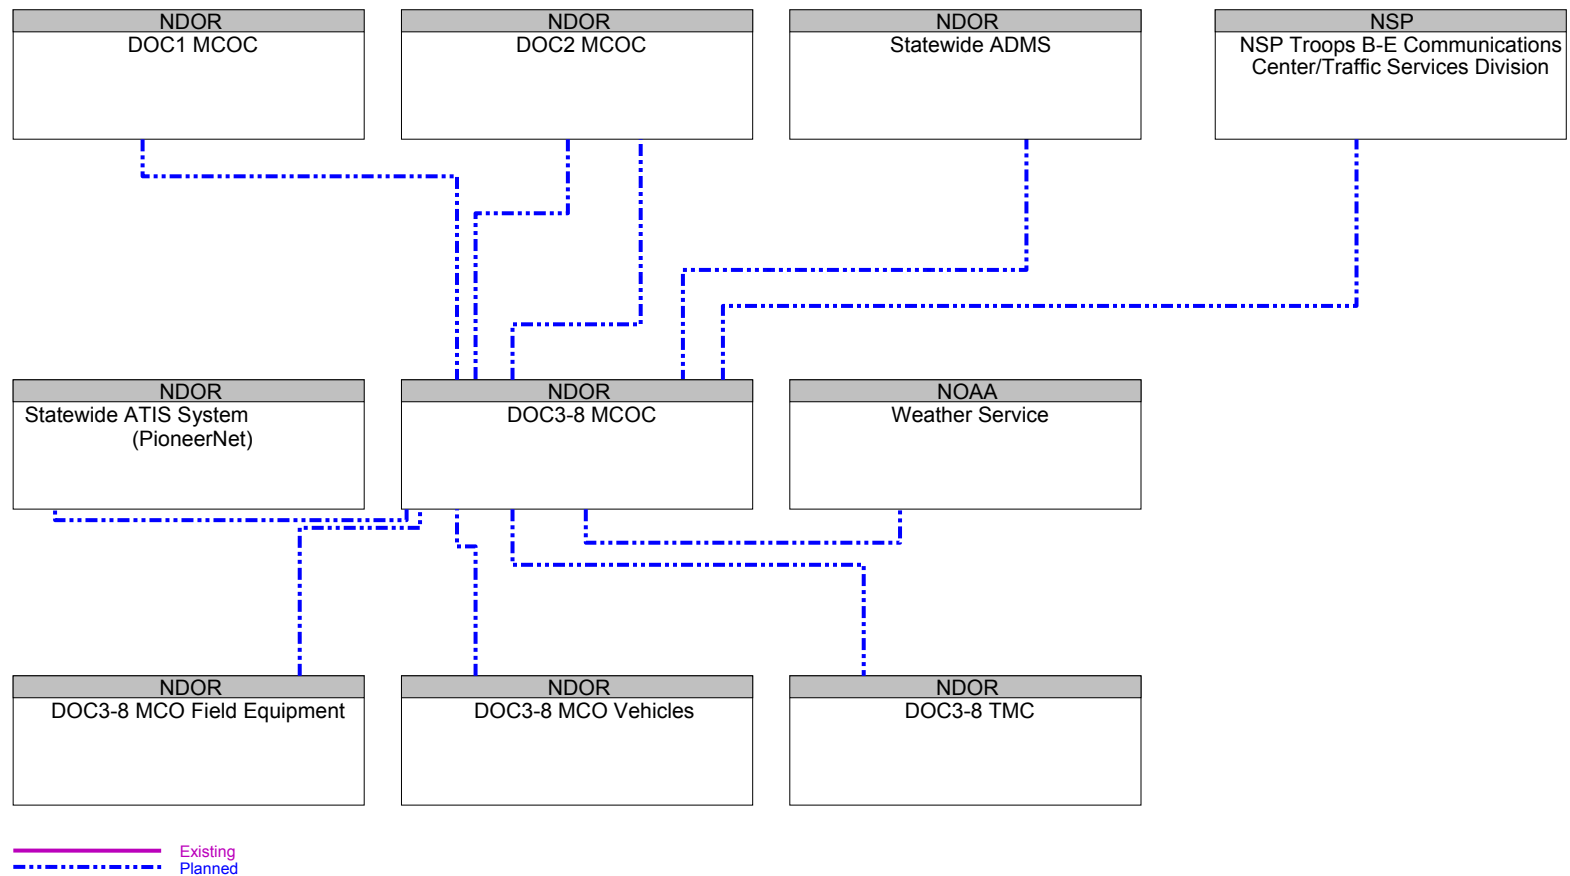 NDOR
DOC1 MCOC
NDOR
DOC2 MCOC
NDOR
Statewide ADMS
NSP
NSP Troops B-E Communications
Center/Traffic Services Division
NDOR
Statewide ATIS System
(PioneerNet)
NDOR
DOC3-8 MCOC
NOAA
Weather Service
NDOR
DOC3-8 MCO Field Equipment
NDOR
DOC3-8 MCO Vehicles
NDOR
DOC3-8 TMC
Existing
Planned